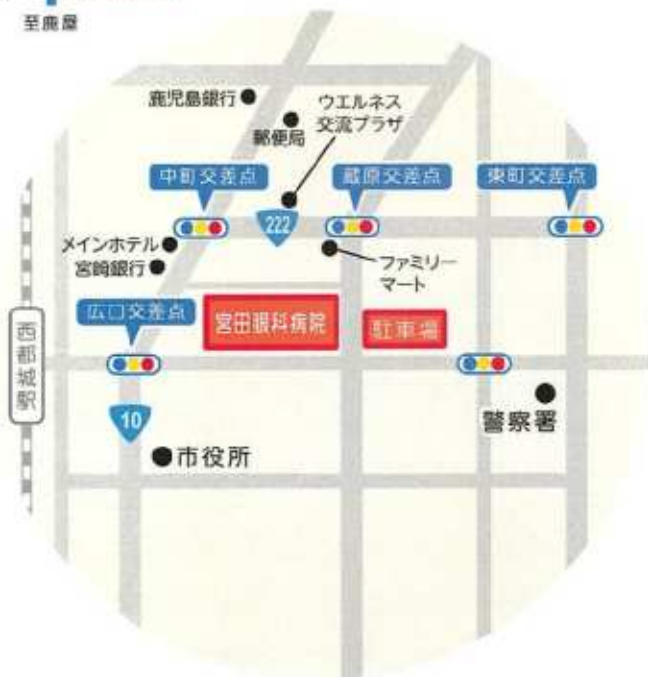 至鹿屋
鹿児島銀行
ウエルネス
交流プラザ
郵便局
中町交差点
蔵原交差点
東町交差点
222
メインホテル
宮崎銀行
ファミリー
マート
広口交差点
宮田眼科病院
駐車場
西都城駅
10
警察署
市役所